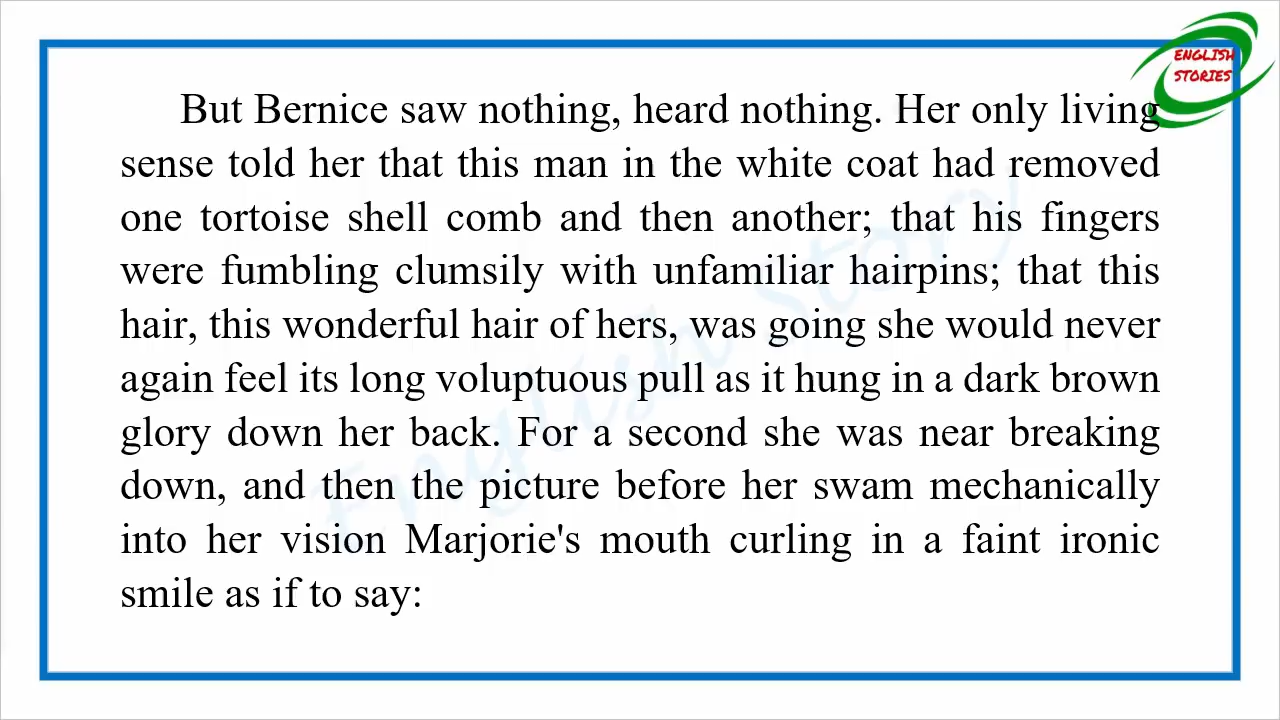 ENGLISH
STORIES
But Bernice saw nothing, heard nothing. Her only living
sense told her that this man in the white coat had removed
one tortoise shell comb and then another; that his fingers
were fumbling clumsily with unfamiliar hairpins; that this
hair, this wonderful hair of hers, was going she would never
again feel its long voluptuous pull as it hung in a dark brown
glory down her back. For a second she was near breaking
down, and then the picture before her swam mechanically
into her vision Marjorie's mouth curling in a faint ironic
smile as if to say:
English Story